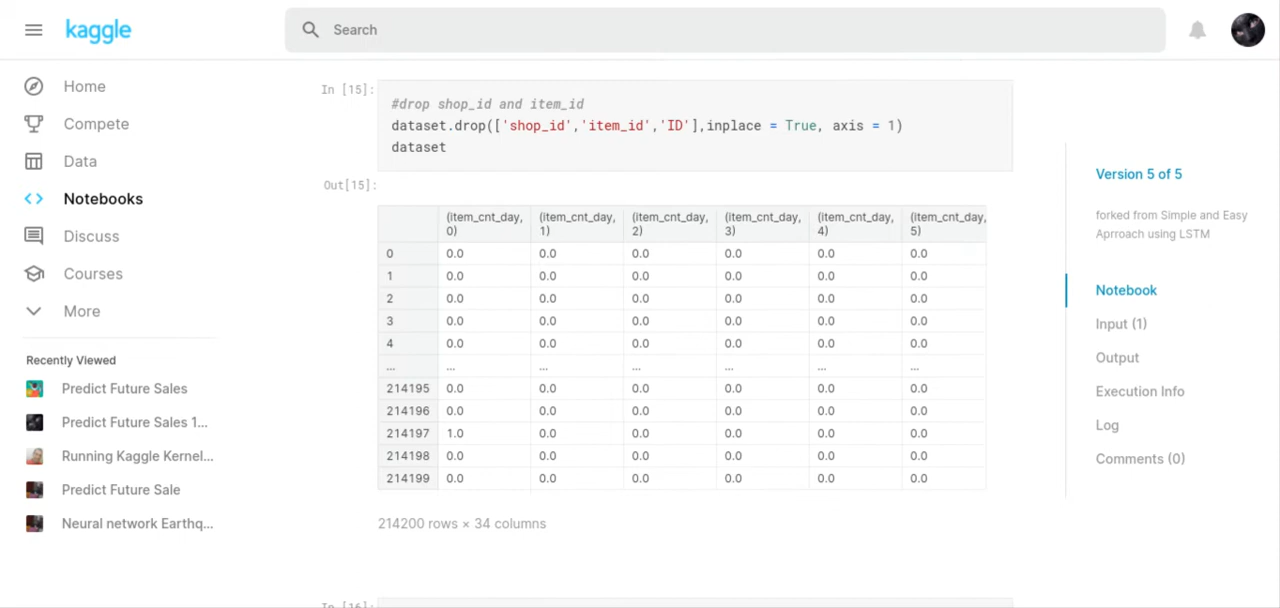 kaggle
Search
Home
Compete
Data
Notebooks
Discuss
Courses
More
Recently Viewed
Predict Future Sales
Predict Future Sales 1...
Running Kaggle Kernel...
Predict Future Sale
Neural network Earthq...
In [15]:
#drop shop_id and item_id
dataset.drop(['shop_id','item_id','ID'],inplace = True, axis = 1)
dataset
Out[15]:
(item_cnt_day, 0) (item_cnt_day, 1) (item_cnt_day, 2) (item_cnt_day, 3) (item_cnt_day, 4) (item_cnt_day, 5)
0 0.0 0.0 0.0 0.0 0.0 0.0
1 0.0 0.0 0.0 0.0 0.0 0.0
2 0.0 0.0 0.0 0.0 0.0 0.0
3 0.0 0.0 0.0 0.0 0.0 0.0
4 0.0 0.0 0.0 0.0 0.0 0.0
... ... ... ... ... ... ...
214195 0.0 0.0 0.0 0.0 0.0 0.0
214196 0.0 0.0 0.0 0.0 0.0 0.0
214197 1.0 0.0 0.0 0.0 0.0 0.0
214198 0.0 0.0 0.0 0.0 0.0 0.0
214199 0.0 0.0 0.0 0.0 0.0 0.0
214200 rows × 34 columns
In [16]:
Version 5 of 5
forked from Simple and Easy
Aprroach using LSTM
Notebook
Input (1)
Output
Execution Info
Log
Comments (0)